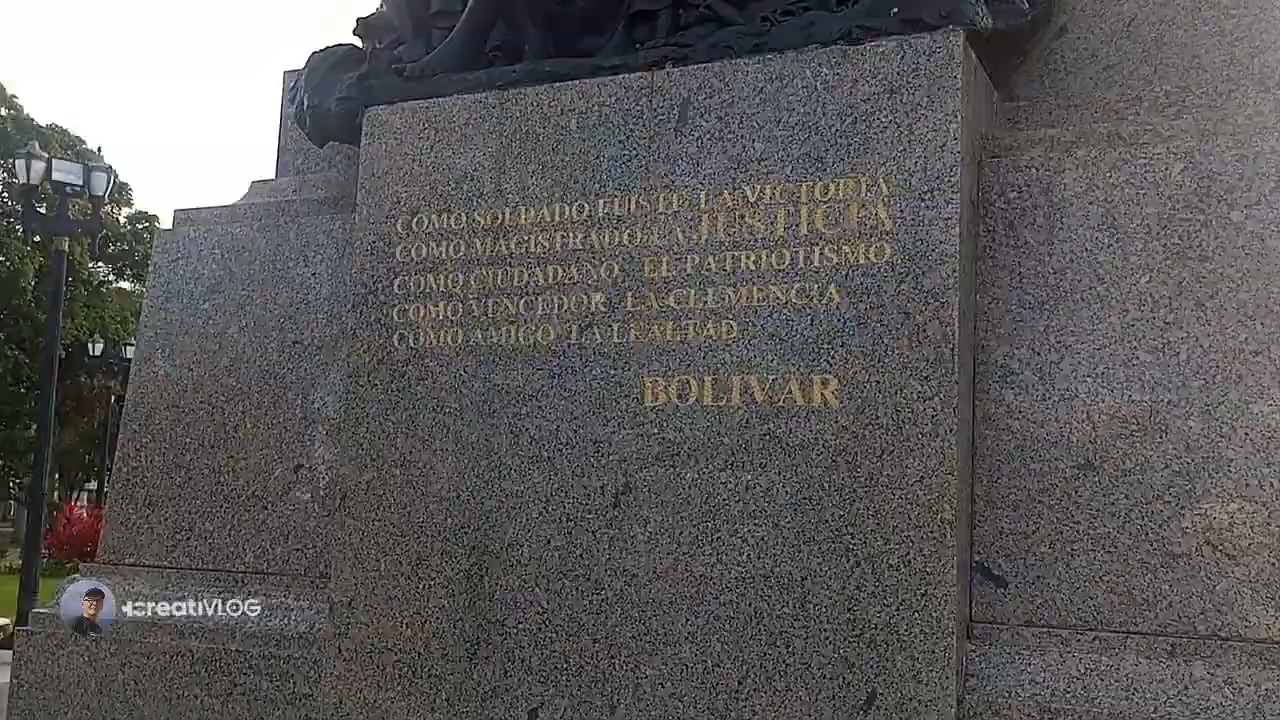 COMO SOLDADO FUISTE LA VICTORIA
COMO MAGISTRADO LA JUSTICIA
COMO CIUDADANO EL PATRIOTISMO
COMO VENCEDOR LA CLEMENCIA
COMO AMIGO LA LEALTAD
BOLIVAR
+creatiVLOG